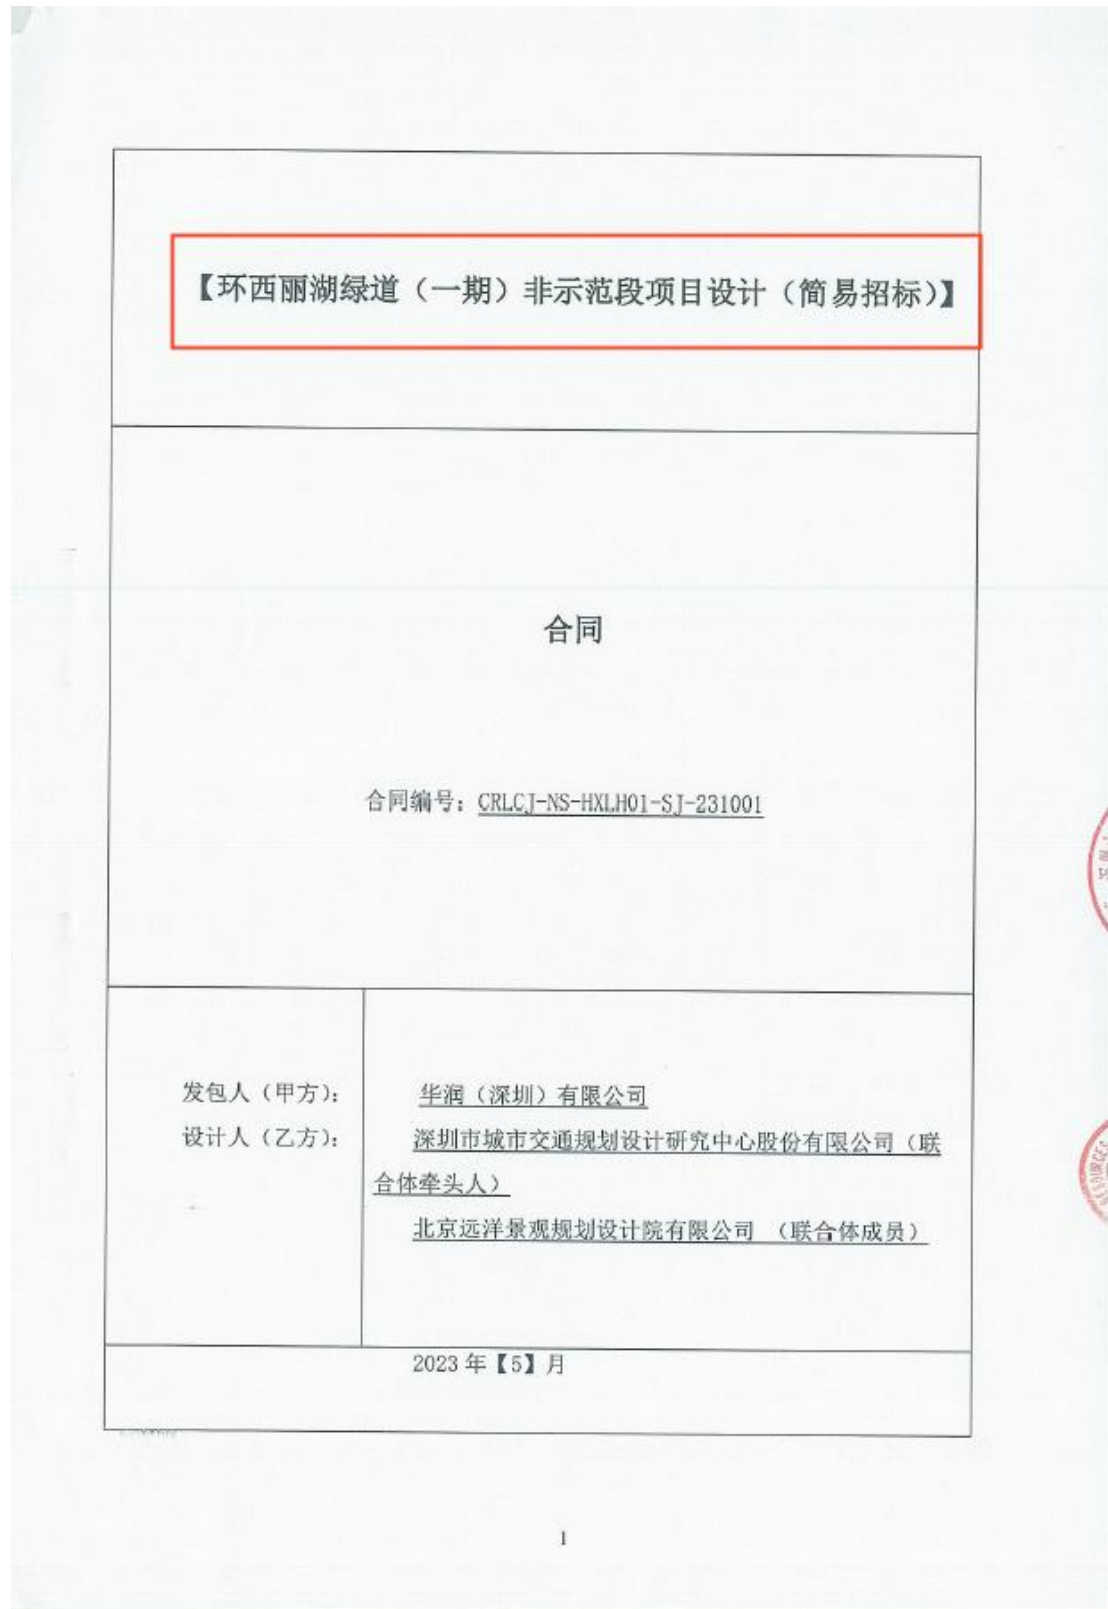 【环西丽湖绿道（一期）非示范段项目设计（简易招标）】
合同
合同编号：CRLCJ-NS-HXLH01-SJ-231001
发包人（甲方）：
华润（深圳）有限公司
设计人（乙方）：
深圳市城市交通规划设计研究中心股份有限公司（联
合体牵头人）
北京远洋景观规划设计院有限公司 （联合体成员）
2023 年【5】月
1